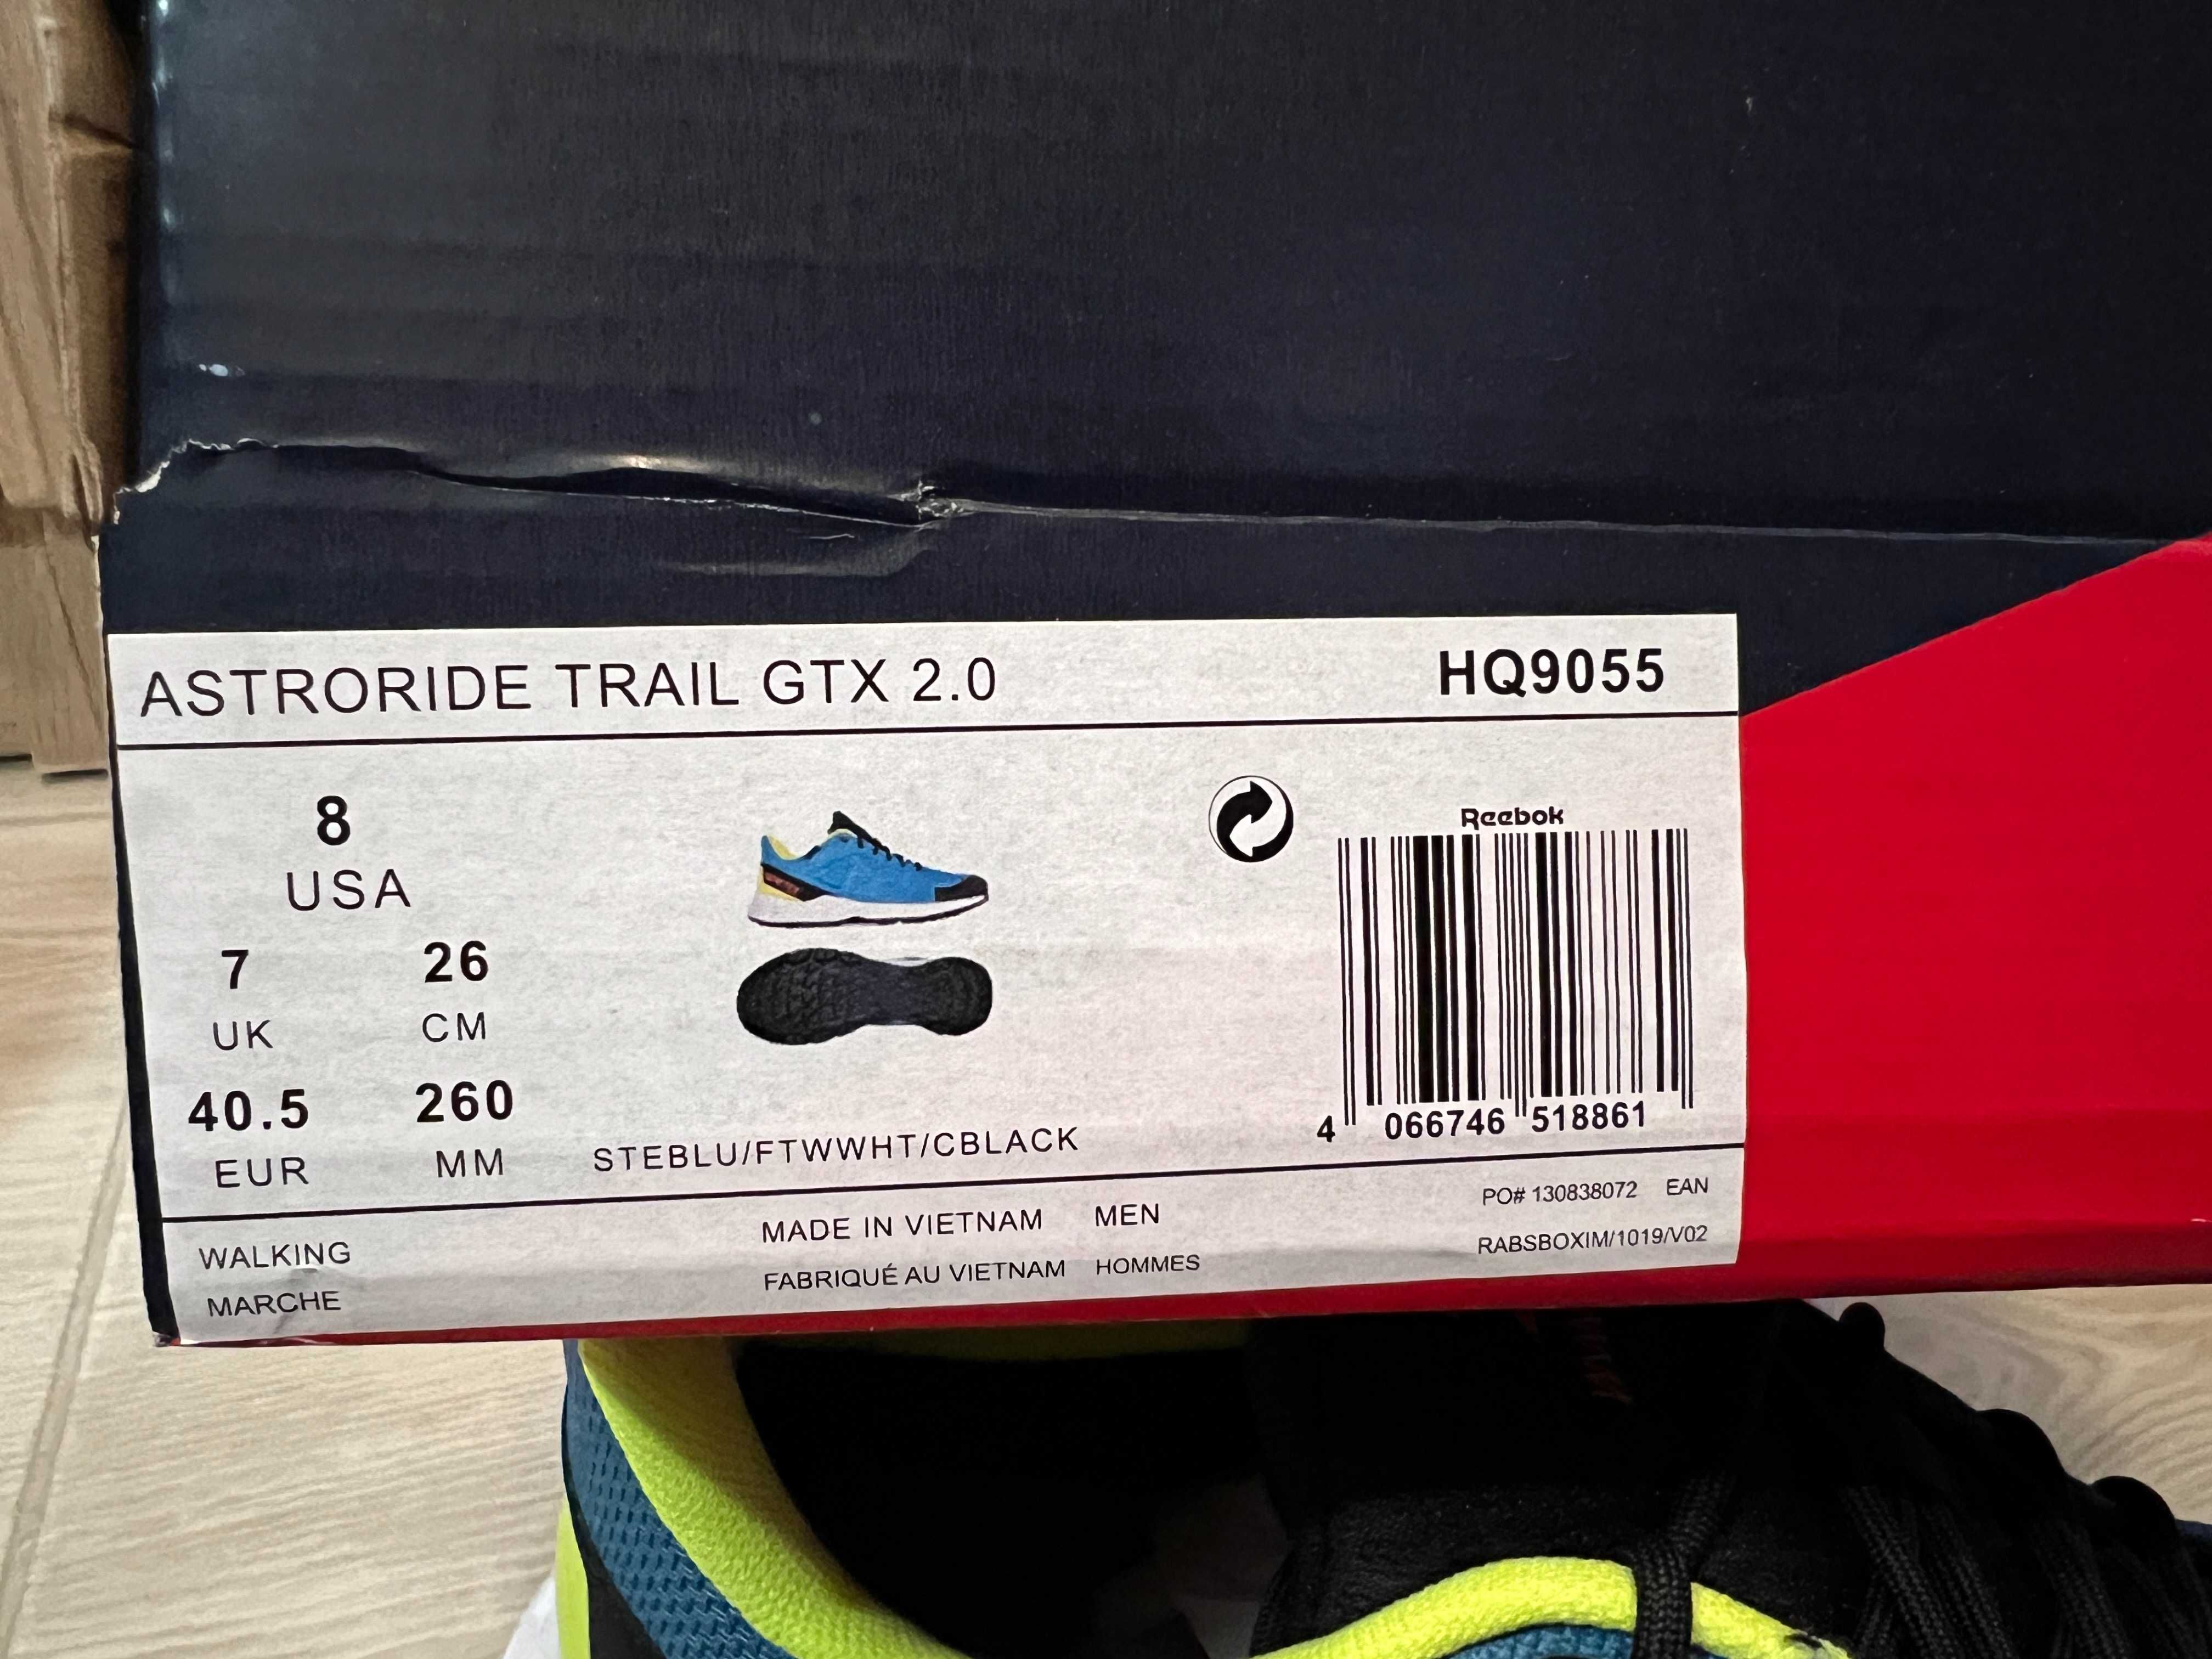 ASTRORIDE TRAIL GTX 2.0
HQ9055
8
USA
7
UK
26
CM
40.5
EUR
260
MM
STEBLU/FTWWHT/CBLACK
Reebok
4 066746 518861
WALKING
MARCHE
MADE IN VIETNAM MEN
FABRIQUÉ AU VIETNAM HOMMES
PO# 130838072 EAN
RABSBOXIM/1019/V02